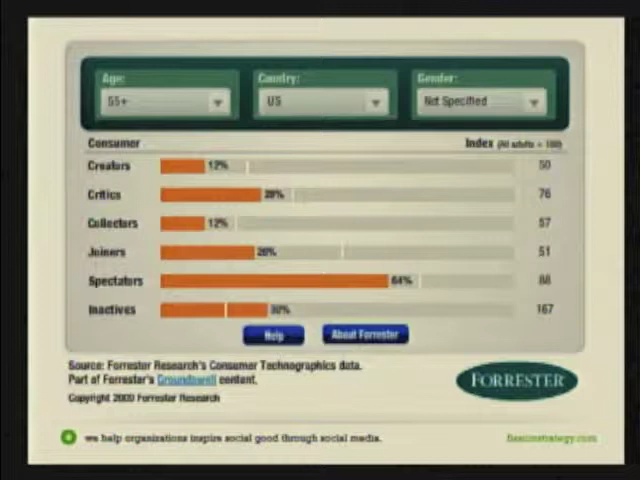 Age:
55+
Country:
US
Gender:
Not Specified
Consumer
Index (All adults = 100)
Creators 12% 50
Critics 28% 76
Collectors 12% 57
Joiners 26% 51
Spectators 64% 88
Inactives 30% 167
Help
About Forrester
Source: Forrester Research's Consumer Technographics data.
Part of Forrester's Groundswell content.
Copyright 2009 Forrester Research
FORRESTER
we help organizations inspire social good through social media.